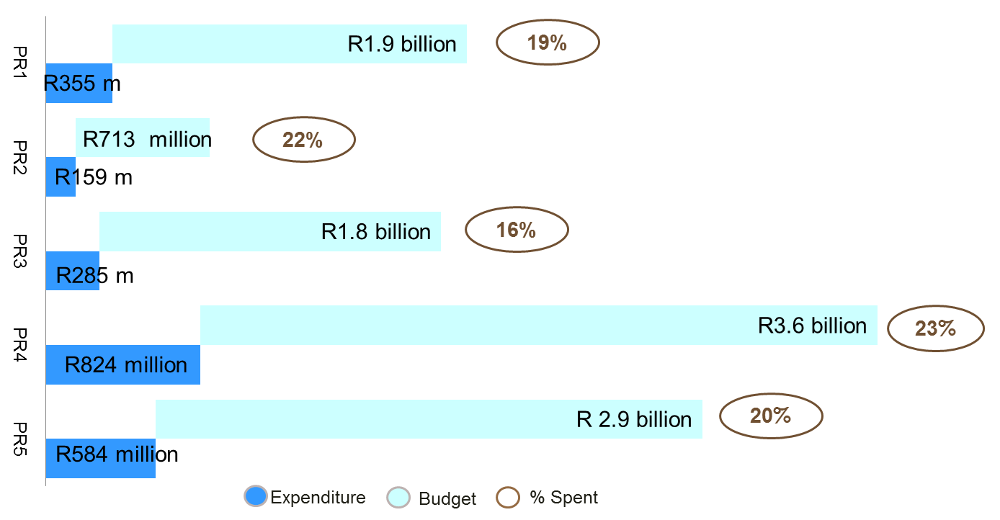 PR1
R1.9 billion
19%
R355 m
PR2
R713  million
22%
R159 m
PR3
R1.8 billion
16%
R285 m
PR4
R3.6 billion
23%
R824 million
PR5
R 2.9 billion
20%
R584 million
Expenditure
Budget
% Spent